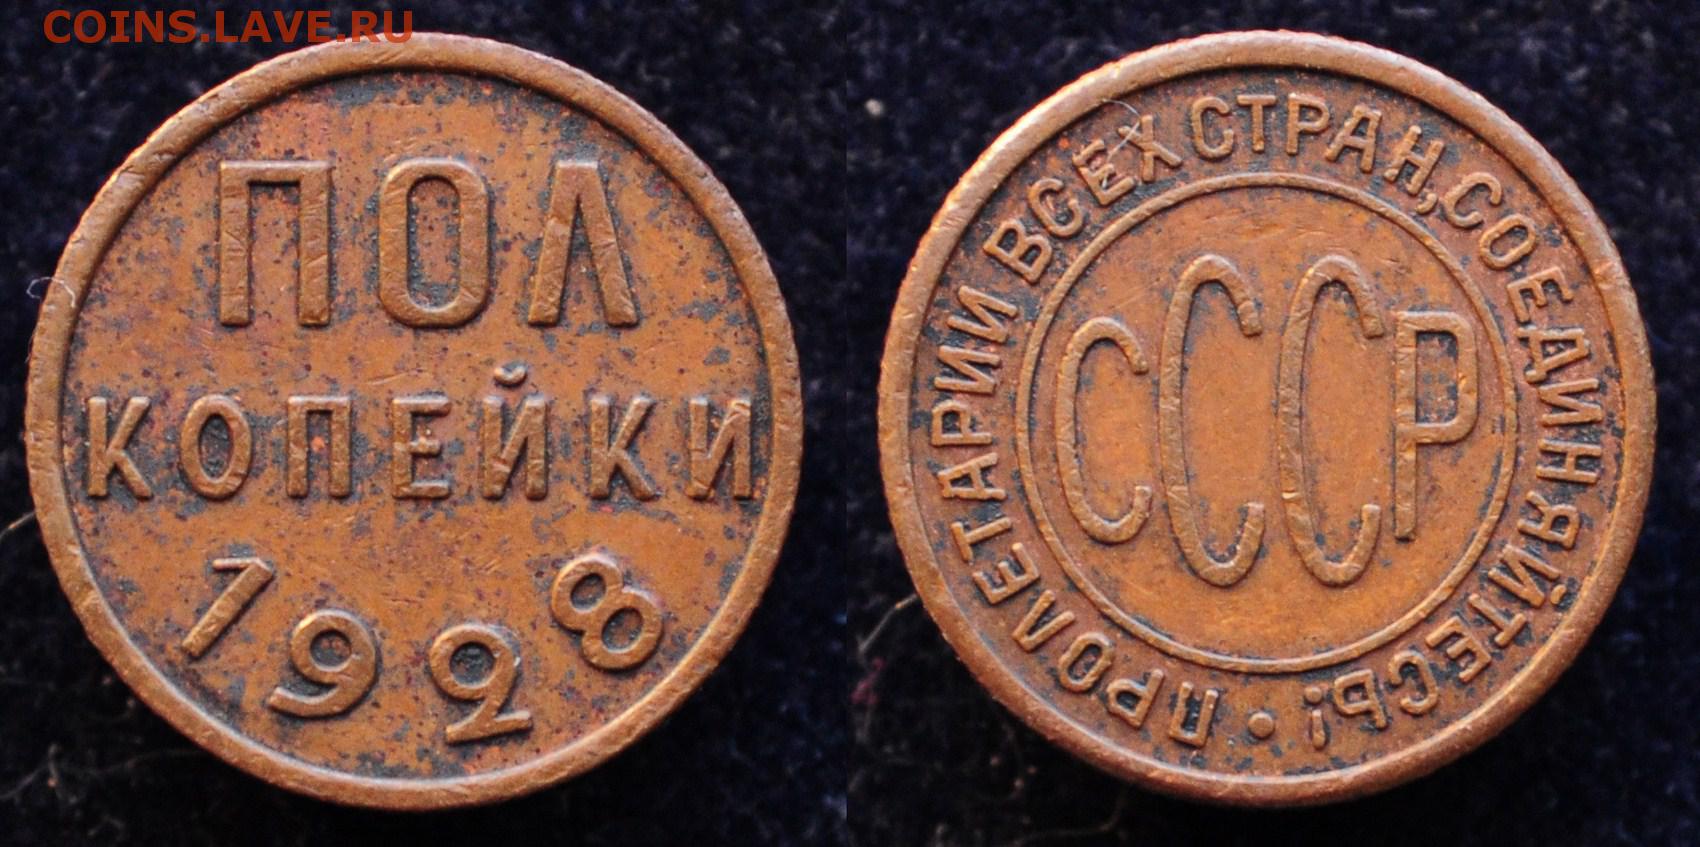 COINS.LAVE.RU
ПОЛ
КОПЕЙКИ
1928
ПРОЛЕТАРИИ ВСЕХ СТРАН, СОЕДИНЯЙТЕСЬ! •
СССР